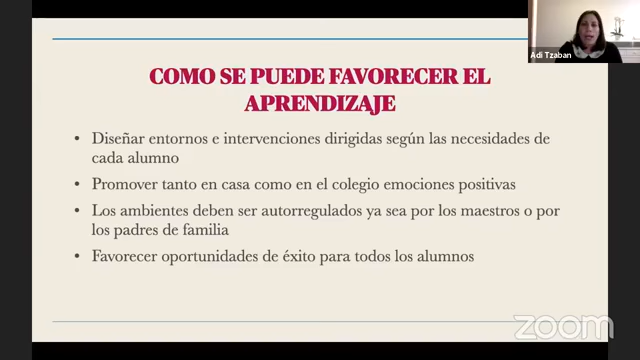 Adi Tzaban
COMO SE PUEDE FAVORECER EL
APRENDIZAJE
• Diseñar entornos e intervenciones dirigidas según las necesidades de
cada alumno
• Promover tanto en casa como en el colegio emociones positivas
• Los ambientes deben ser autorregulados ya sea por los maestros o por
los padres de familia
• Favorecer oportunidades de éxito para todos los alumnos
zoom